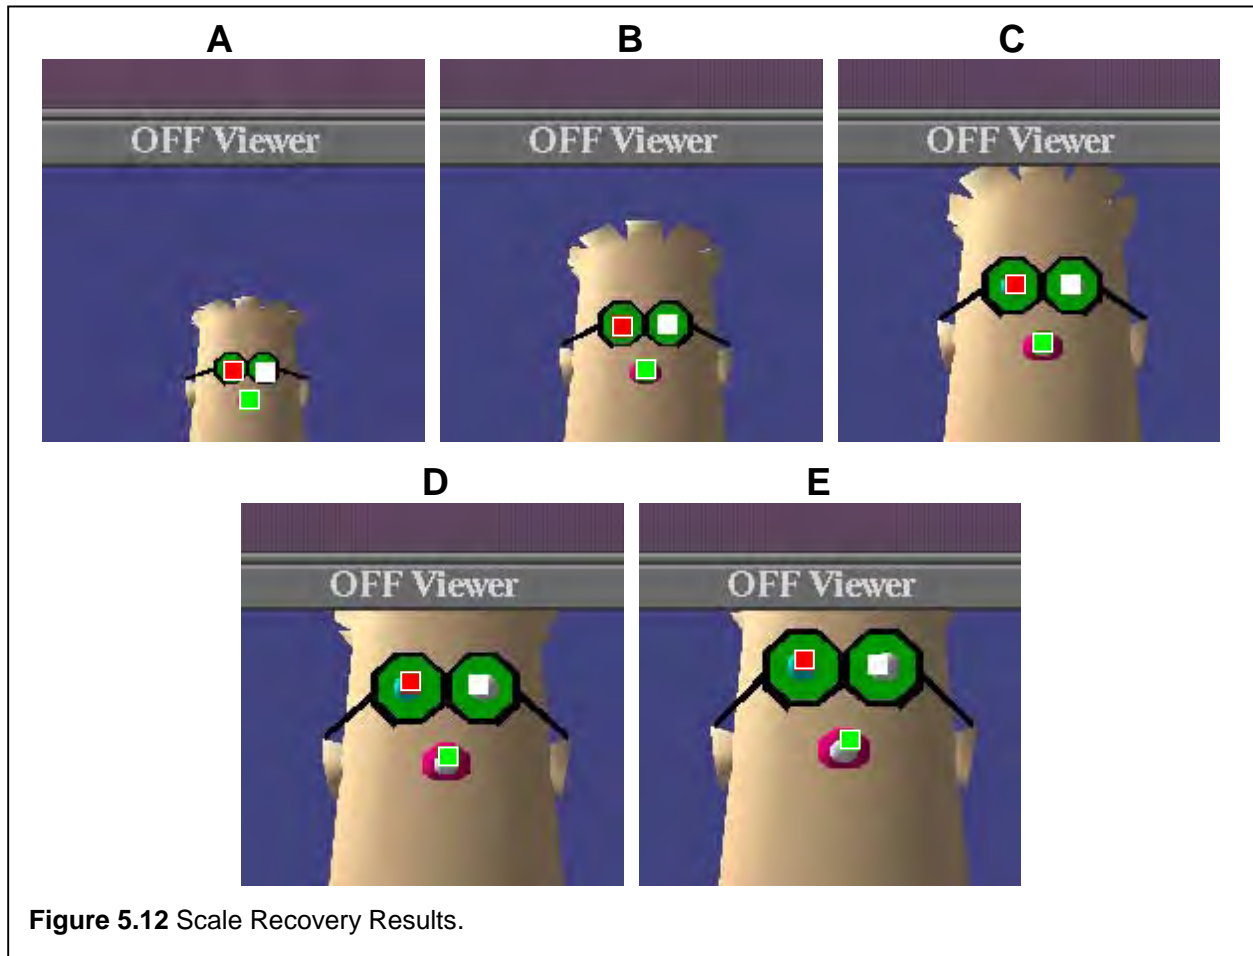 A B C
OFF Viewer OFF Viewer OFF Viewer
D E
OFF Viewer OFF Viewer
Figure 5.12 Scale Recovery Results.